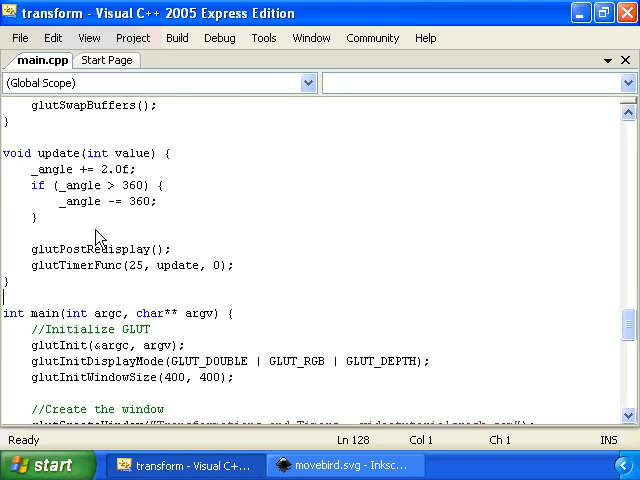 transform - Visual C++ 2005 Express Edition
File Edit View Project Build Debug Tools Window Community Help
main.cpp Start Page
(Global Scope)
glutSwapBuffers();
}
void update(int value) {
_angle += 2.0f;
if (_angle > 360) {
_angle -= 360;
}
glutPostRedisplay();
glutTimerFunc(25, update, 0);
}
int main(int argc, char** argv) {
//Initialize GLUT
glutInit(&argc, argv);
glutInitDisplayMode(GLUT_DOUBLE | GLUT_RGB | GLUT_DEPTH);
glutInitWindowSize(400, 400);
//Create the window
Ready Ln 128 Col 1 Ch 1 INS
start transform - Visual C+... movebird.svg - Inksc...